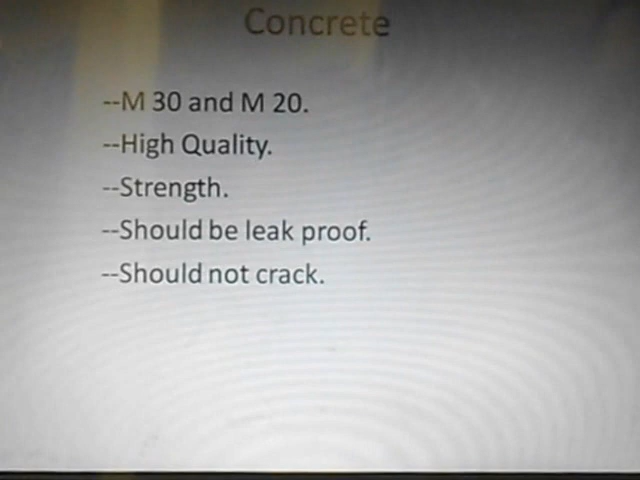 Concrete
--M 30 and M 20.
--High Quality.
--Strength.
--Should be leak proof.
--Should not crack.